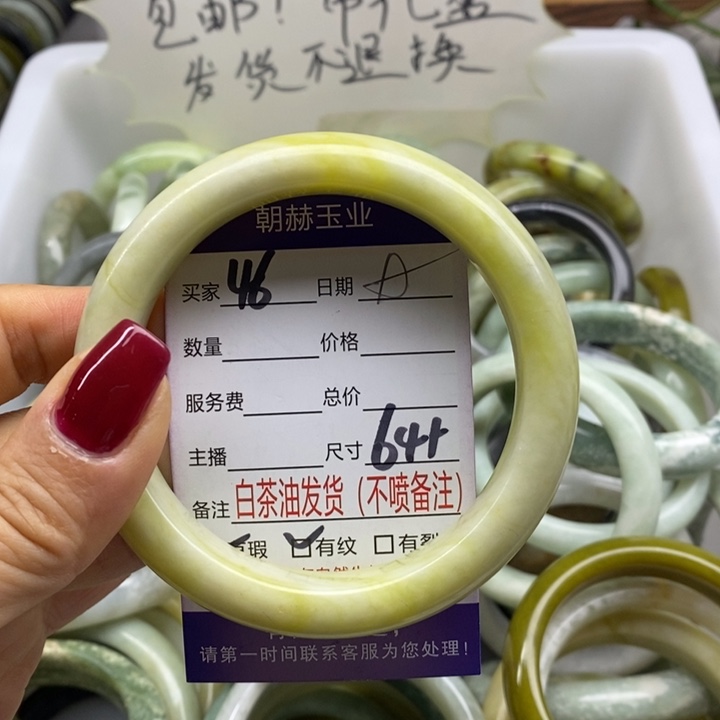 包邮！带礼盒
发货不退换
朝赫玉业
买家 46 日期 A
数量 价格
服务费 总价
主播 尺寸 64+
备注 白茶油发货（不喷备注）
瑕 有纹 有裂
请第一时间联系客服为您处理！